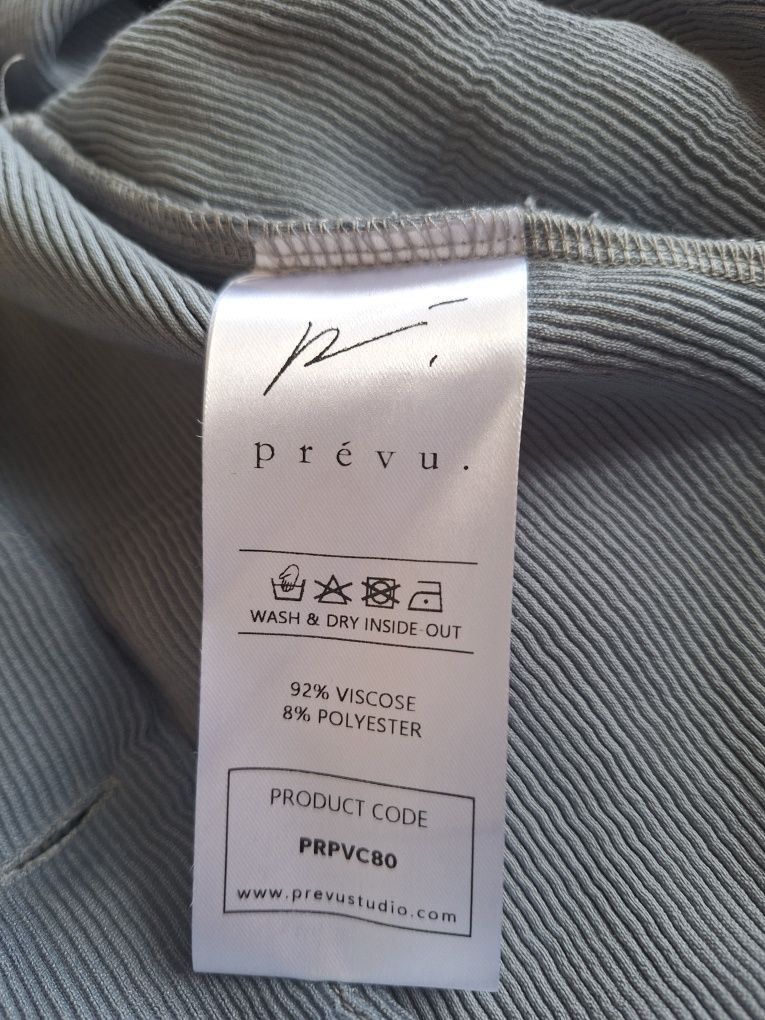 prévu.
WASH & DRY INSIDE-OUT
92% VISCOSE
8% POLYESTER
PRODUCT CODE
PRPVC80
www.prevustudio.com